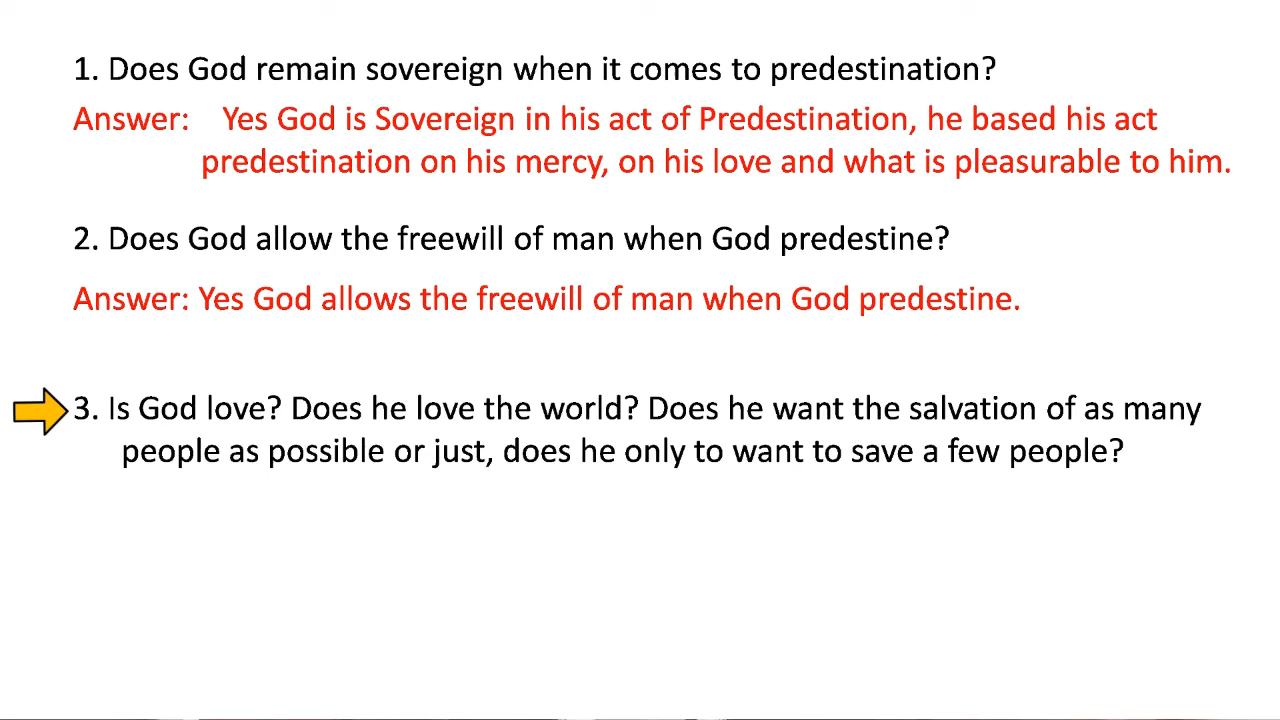 1. Does God remain sovereign when it comes to predestination?
Answer: Yes God is Sovereign in his act of Predestination, he based his act
predestination on his mercy, on his love and what is pleasurable to him.
2. Does God allow the freewill of man when God predestine?
Answer: Yes God allows the freewill of man when God predestine.
3. Is God love? Does he love the world? Does he want the salvation of as many
people as possible or just, does he only to want to save a few people?